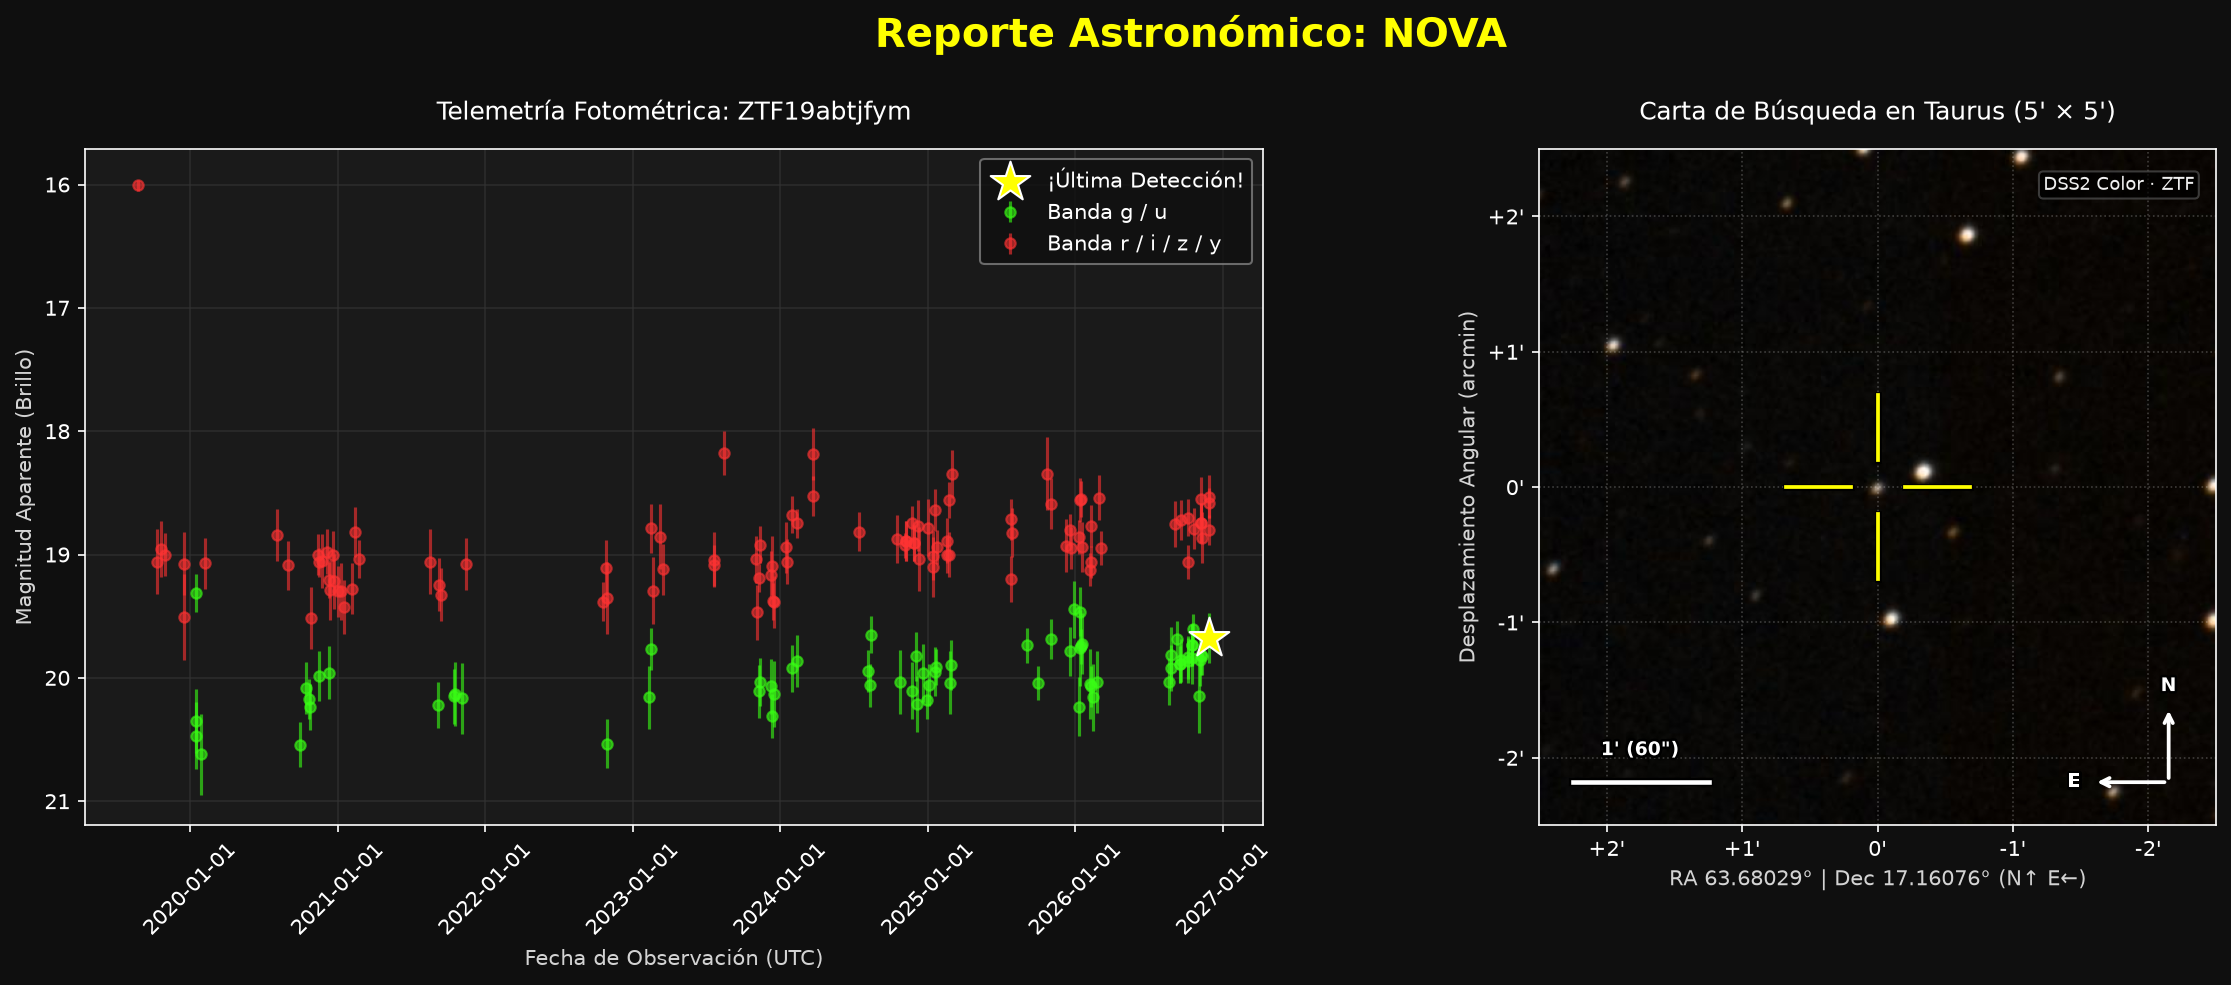 Reporte Astronómico: NOVA
Telemetría Fotométrica: ZTF19abtjfym
Magnitud Aparente (Brillo)
16
17
18
19
20
21
¡Última Detección!
Banda g / u
Banda r / i / z / y
2020-01-01
2021-01-01
2022-01-01
2023-01-01
2024-01-01
2025-01-01
2026-01-01
2027-01-01
Fecha de Observación (UTC)
Carta de Búsqueda en Taurus (5' × 5')
Desplazamiento Angular (arcmin)
+2'
+1'
0'
-1'
-2'
DSS2 Color · ZTF
N
E
1' (60")
+2'
+1'
0'
-1'
-2'
RA 63.68029° | Dec 17.16076° (N↑ E←)